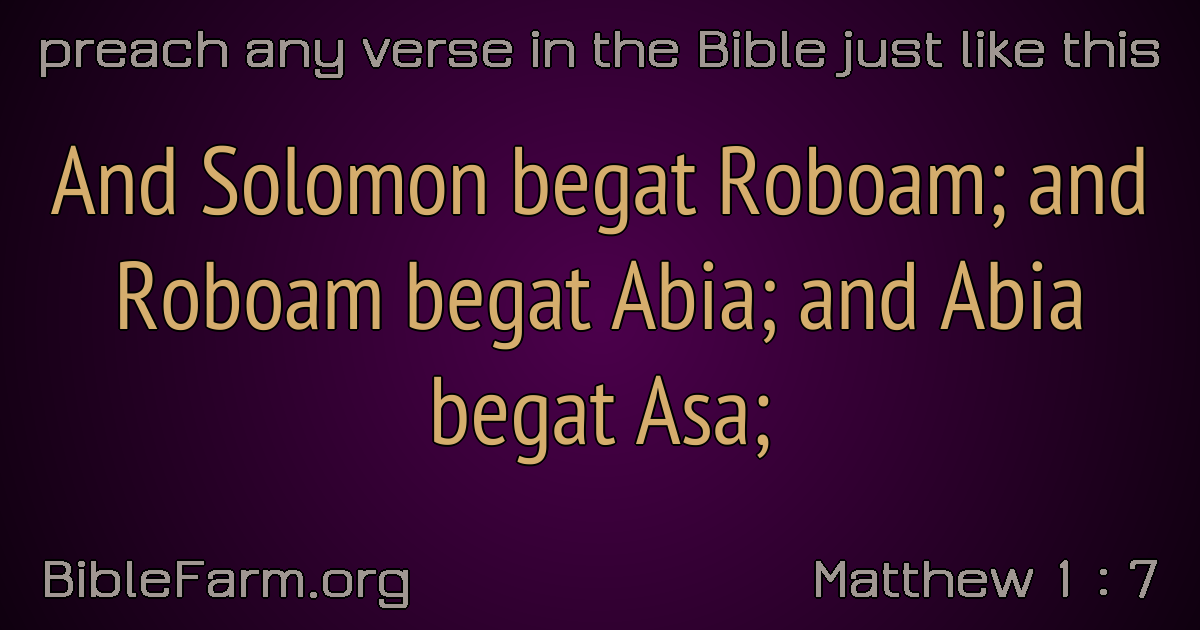 preach any verse in the Bible just like this
And Solomon begat Roboam; and
Roboam begat Abia; and Abia
begat Asa;
BibleFarm.org
Matthew 1 : 7